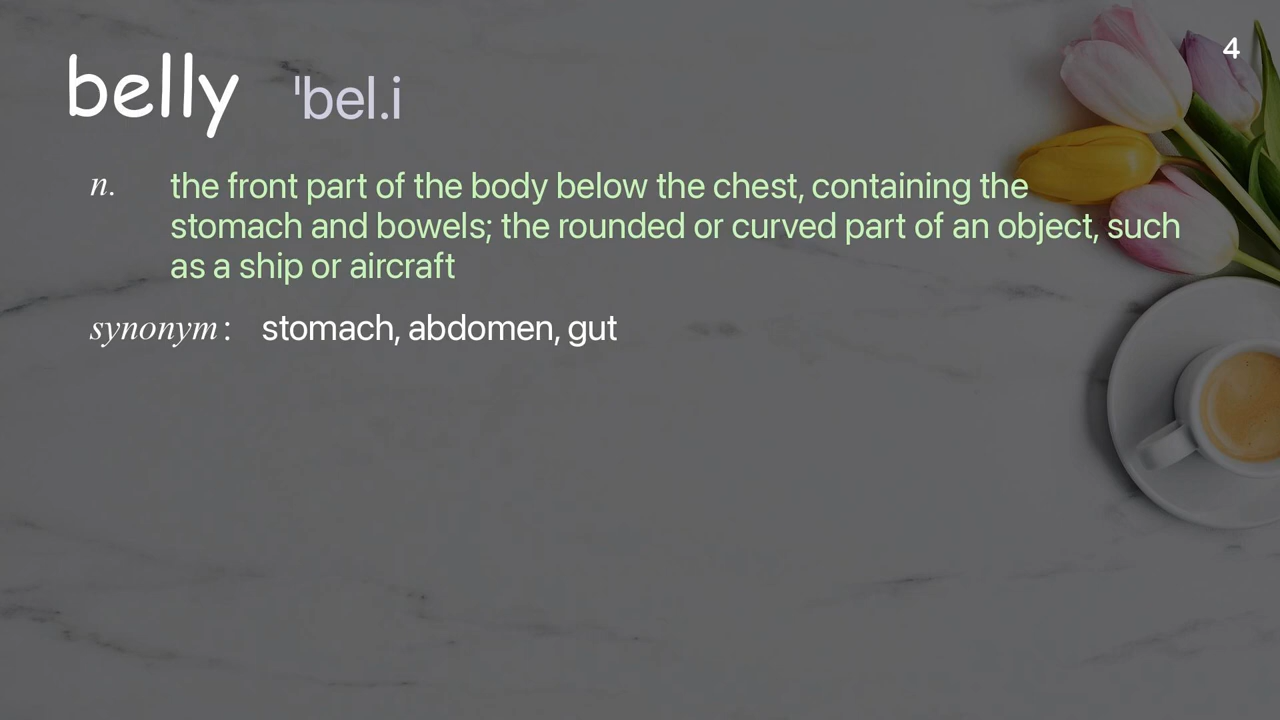 4
belly ˈbel.i
n. the front part of the body below the chest, containing the
stomach and bowels; the rounded or curved part of an object, such
as a ship or aircraft
synonym: stomach, abdomen, gut